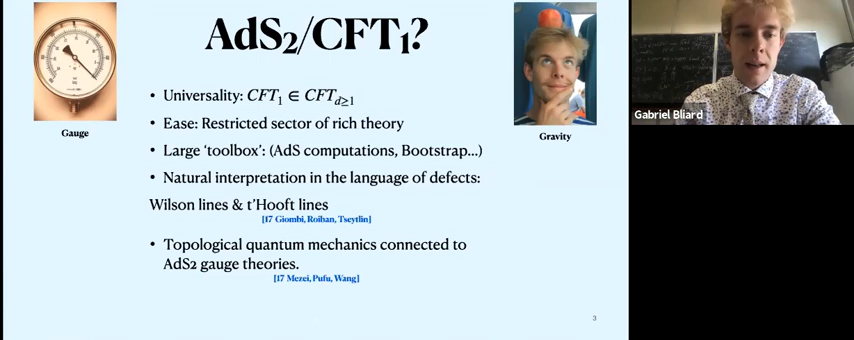 AdS₂/CFT₁?
Gauge
Gravity
• Universality: CFT₁ ∈ CFT_{d≥1}
• Ease: Restricted sector of rich theory
• Large ‘toolbox’: (AdS computations, Bootstrap...)
• Natural interpretation in the language of defects:
Wilson lines & t’Hooft lines
[17 Giombi, Roiban, Tseytlin]
• Topological quantum mechanics connected to
AdS2 gauge theories.
[17 Mezei, Pufu, Wang]
3
Gabriel Bliard